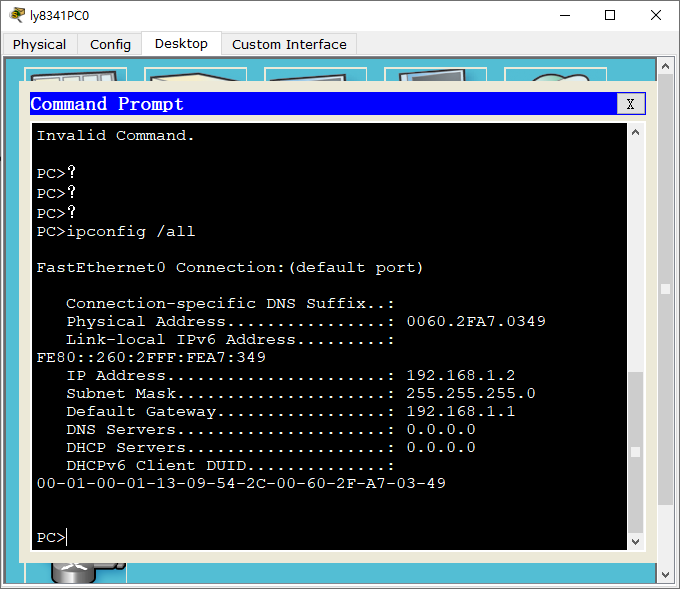 ly8341PC0
Physical Config Desktop Custom Interface
Command Prompt X
Invalid Command.
PC>?
PC>?
PC>?
PC>ipconfig /all
FastEthernet0 Connection:(default port)
Connection-specific DNS Suffix..:
Physical Address................: 0060.2FA7.0349
Link-local IPv6 Address.........:
FE80::260:2FFF:FEA7:349
IP Address......................: 192.168.1.2
Subnet Mask.....................: 255.255.255.0
Default Gateway.................: 192.168.1.1
DNS Servers.....................: 0.0.0.0
DHCP Servers....................: 0.0.0.0
DHCPv6 Client DUID..............:
00-01-00-01-13-09-54-2C-00-60-2F-A7-03-49
PC>